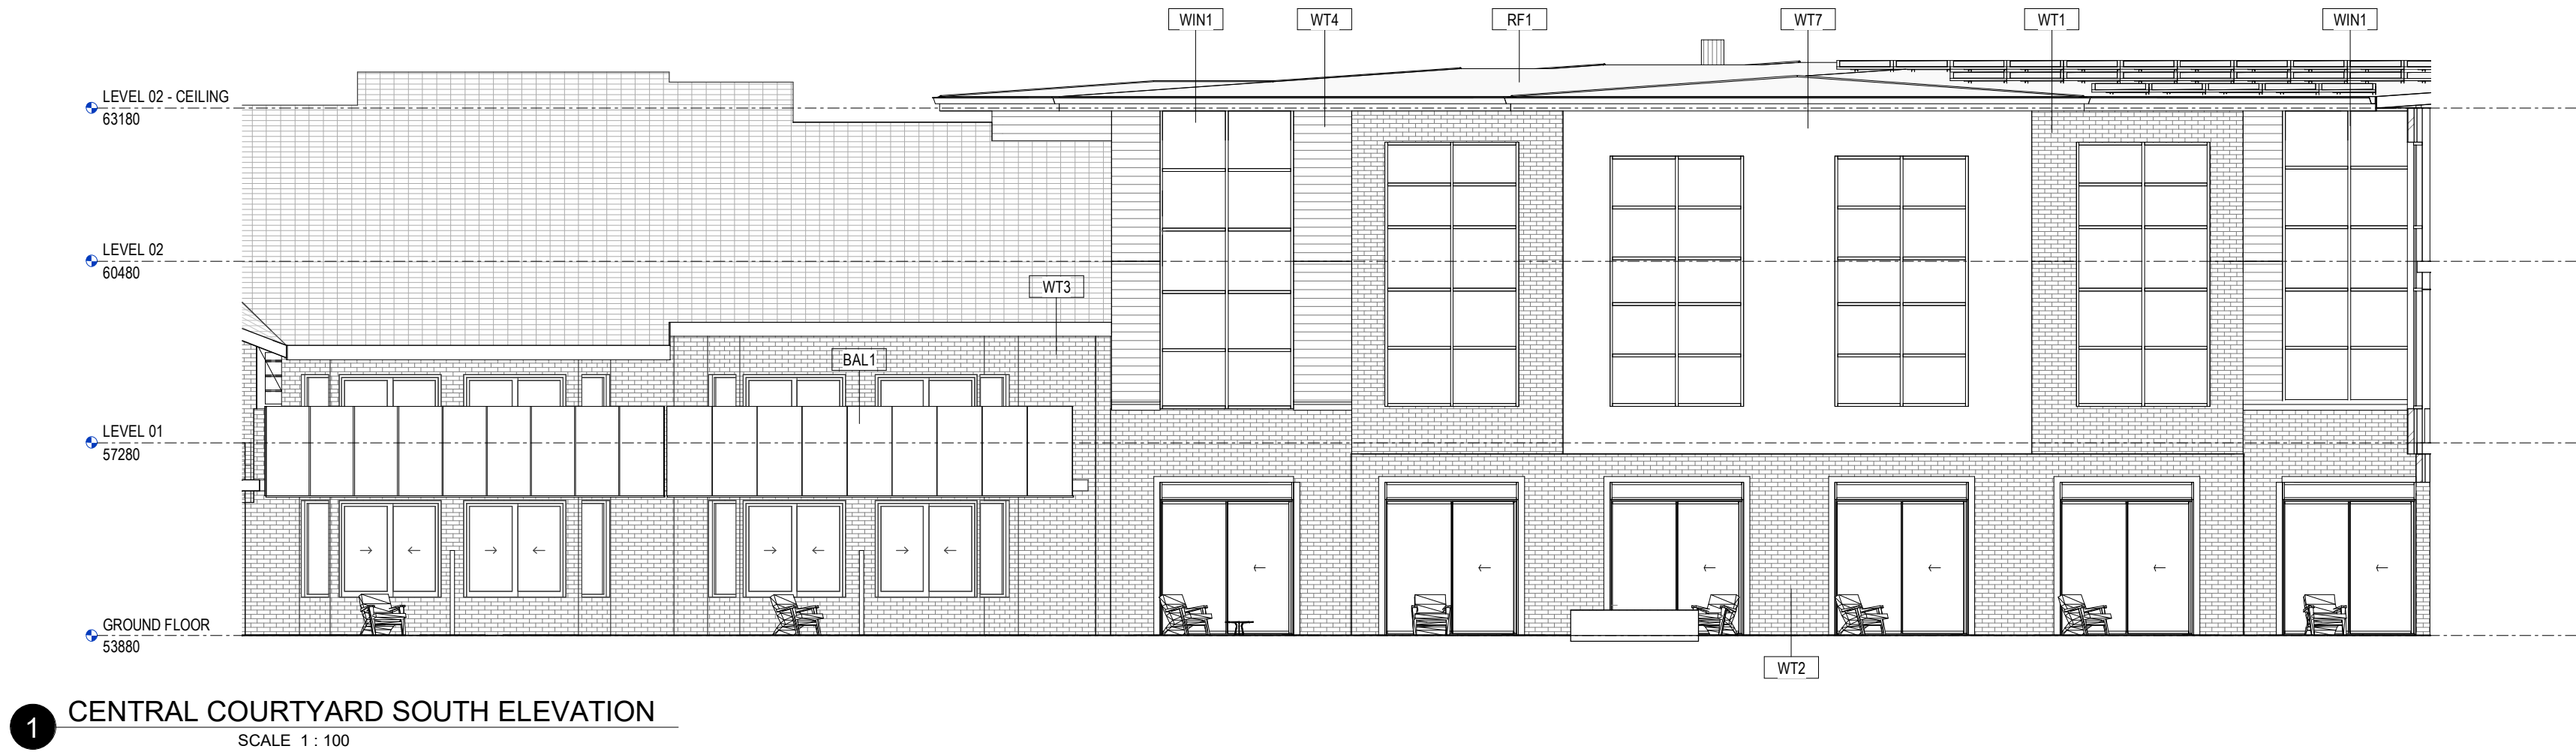 WIN1
WT4
RF1
WT7
WT1
WIN1
LEVEL 02 - CEILING
63180
LEVEL 02
60480
WT3
BAL1
LEVEL 01
57280
GROUND FLOOR
53880
WT2
1 CENTRAL COURTYARD SOUTH ELEVATION
SCALE 1 : 100